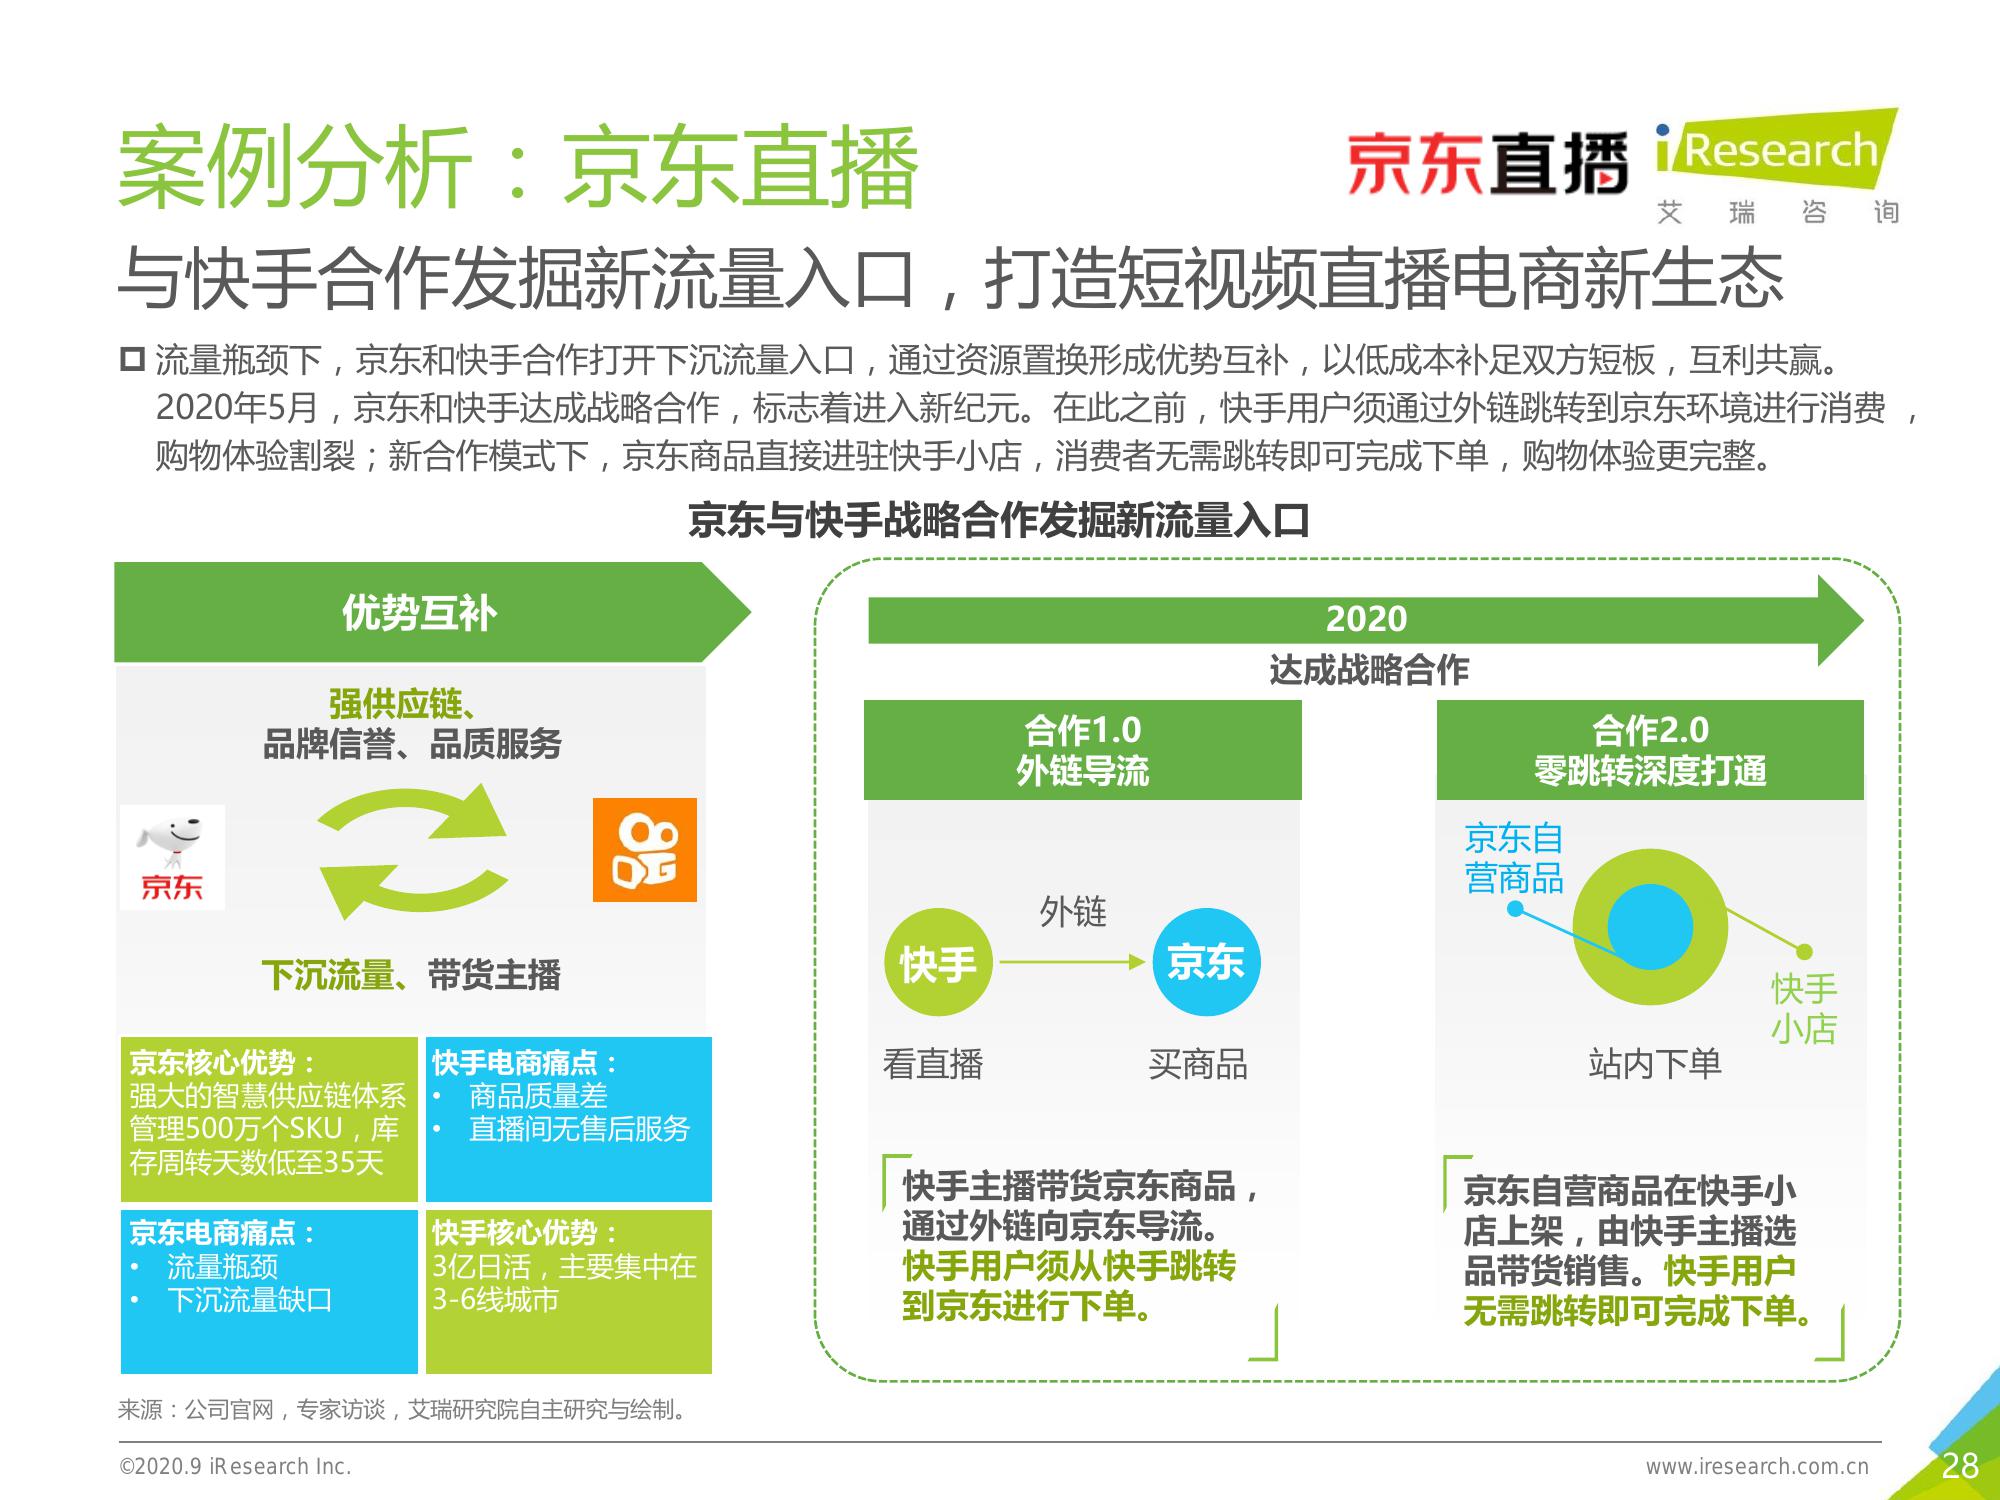 案例分析：京东直播
京东直播
iResearch
艾瑞咨询
与快手合作发掘新流量入口，打造短视频直播电商新生态
流量瓶颈下，京东和快手合作打开下沉流量入口，通过资源置换形成优势互补，以低成本补足双方短板，互利共赢。
2020年5月，京东和快手达成战略合作，标志着进入新纪元。在此之前，快手用户须通过外链跳转到京东环境进行消费，
购物体验割裂；新合作模式下，京东商品直接进驻快手小店，消费者无需跳转即可完成下单，购物体验更完整。
京东与快手战略合作发掘新流量入口
优势互补
强供应链、
品牌信誉、品质服务
京东
下沉流量、带货主播
京东核心优势：
强大的智慧供应链体系
管理500万个SKU，库
存周转天数低至35天
快手电商痛点：
• 商品质量差
• 直播间无售后服务
京东电商痛点：
• 流量瓶颈
• 下沉流量缺口
快手核心优势：
3亿日活，主要集中在
3-6线城市
2020
达成战略合作
合作1.0
外链导流
快手
外链
京东
看直播
买商品
快手主播带货京东商品，
通过外链向京东导流。
快手用户须从快手跳转
到京东进行下单。
合作2.0
零跳转深度打通
京东自
营商品
快手
小店
站内下单
京东自营商品在快手小
店上架，由快手主播选
品带货销售。快手用户
无需跳转即可完成下单。
来源：公司官网，专家访谈，艾瑞研究院自主研究与绘制。
©2020.9 iResearch Inc.
www.iresearch.com.cn
28